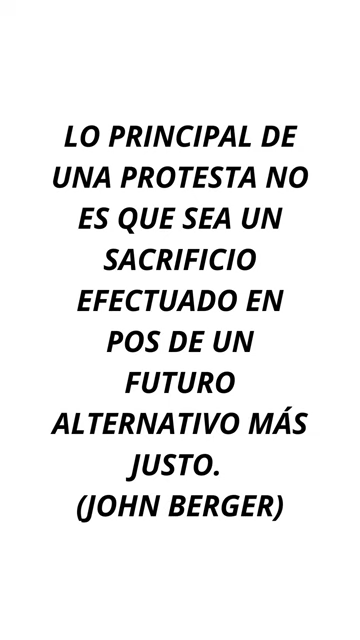 LO PRINCIPAL DE
UNA PROTESTA NO
ES QUE SEA UN
SACRIFICIO
EFECTUADO EN
POS DE UN
FUTURO
ALTERNATIVO MÁS
JUSTO.
(JOHN BERGER)